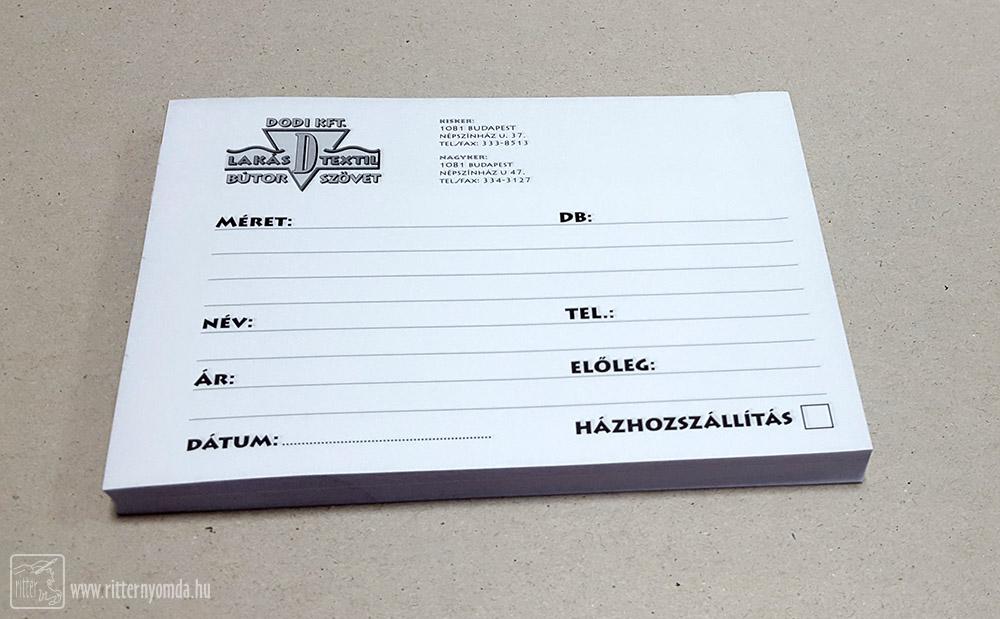 DODI KFT.
LAKÁS D TEXTIL
BÚTOR SZÖVET
KISKER:
1081 BUDAPEST
NÉPSZÍNHÁZ U. 37.
TEL/FAX: 333-8513
NAGYKER:
1081 BUDAPEST
NÉPSZÍNHÁZ U 47.
TEL/FAX: 334-3127
MÉRET: DB:
NÉV: TEL.:
ÁR: ELŐLEG:
DÁTUM: HÁZHOZSZÁLLÍTÁS
ritter www.ritternyomda.hu